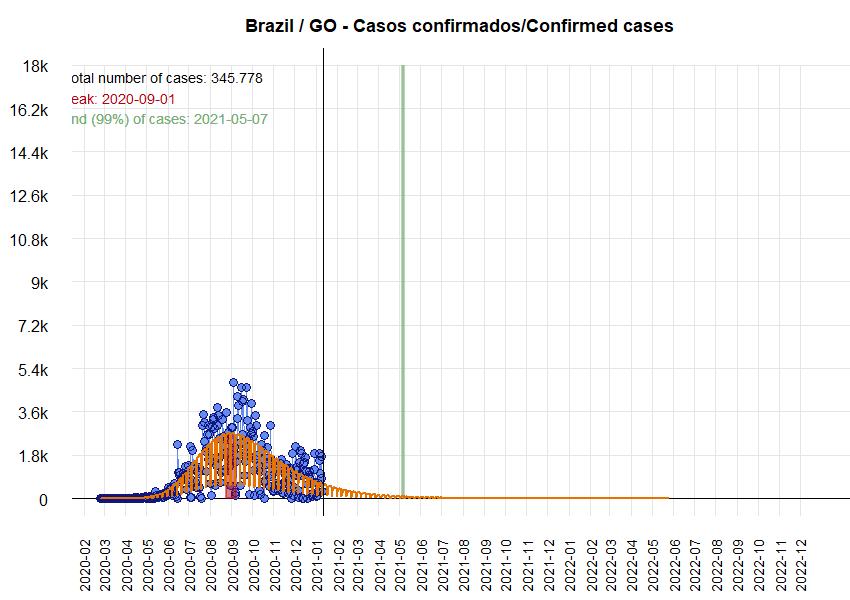 Brazil / GO - Casos confirmados/Confirmed cases
18k
otal number of cases: 345.778
eak: 2020-09-01
16.2k
nd (99%) of cases: 2021-05-07
14.4k
12.6k
10.8k
9k
7.2k
5.4k
3.6k
1.8k
0
2020-02
2020-03
2020-04
2020-05
2020-06
2020-07
2020-08
2020-09
2020-10
2020-11
2020-12
2021-01
2021-02
2021-03
2021-04
2021-05
2021-06
2021-07
2021-08
2021-09
2021-10
2021-11
2021-12
2022-01
2022-02
2022-03
2022-04
2022-05
2022-06
2022-07
2022-08
2022-09
2022-10
2022-11
2022-12